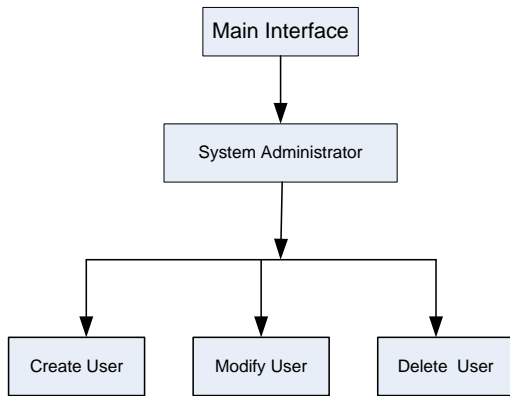 Main Interface
System Administrator
Create User
Modify User
Delete User